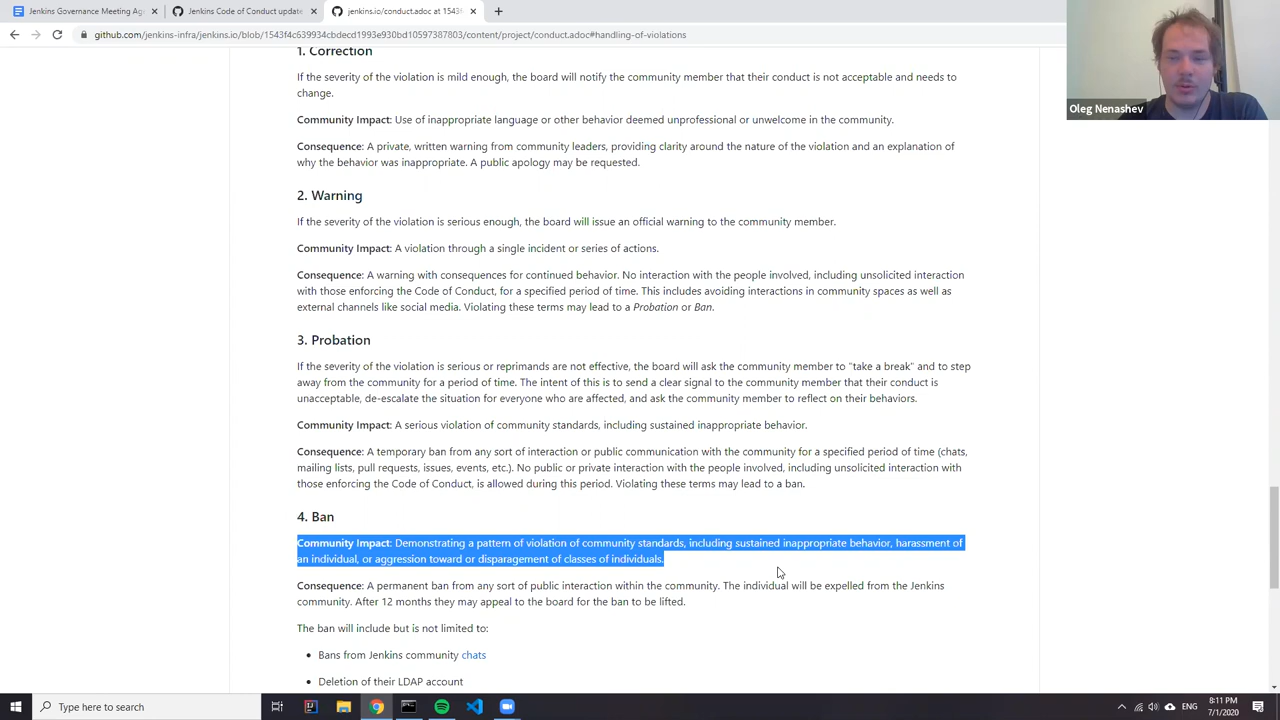 Jenkins Governance Meeting Ag
Jenkins Code of Conduct update
jenkins.io/conduct.adoc at 1543f
github.com/jenkins-infra/jenkins.io/blob/1543f4c639934cbdecd1993e930bd10597387803/content/project/conduct.adoc#handling-of-violations
Oleg Nenashev
1. Correction
If the severity of the violation is mild enough, the board will notify the community member that their conduct is not acceptable and needs to
change.
Community Impact: Use of inappropriate language or other behavior deemed unprofessional or unwelcome in the community.
Consequence: A private, written warning from community leaders, providing clarity around the nature of the violation and an explanation of
why the behavior was inappropriate. A public apology may be requested.
2. Warning
If the severity of the violation is serious enough, the board will issue an official warning to the community member.
Community Impact: A violation through a single incident or series of actions.
Consequence: A warning with consequences for continued behavior. No interaction with the people involved, including unsolicited interaction
with those enforcing the Code of Conduct, for a specified period of time. This includes avoiding interactions in community spaces as well as
external channels like social media. Violating these terms may lead to a Probation or Ban.
3. Probation
If the severity of the violation is serious or reprimands are not effective, the board will ask the community member to "take a break" and to step
away from the community for a period of time. The intent of this is to send a clear signal to the community member that their conduct is
unacceptable, de-escalate the situation for everyone who are affected, and ask the community member to reflect on their behaviors.
Community Impact: A serious violation of community standards, including sustained inappropriate behavior.
Consequence: A temporary ban from any sort of interaction or public communication with the community for a specified period of time (chats,
mailing lists, pull requests, issues, events, etc.). No public or private interaction with the people involved, including unsolicited interaction with
those enforcing the Code of Conduct, is allowed during this period. Violating these terms may lead to a ban.
4. Ban
Community Impact: Demonstrating a pattern of violation of community standards, including sustained inappropriate behavior, harassment of
an individual, or aggression toward or disparagement of classes of individuals.
Consequence: A permanent ban from any sort of public interaction within the community. The individual will be expelled from the Jenkins
community. After 12 months they may appeal to the board for the ban to be lifted.
The ban will include but is not limited to:
• Bans from Jenkins community chats
• Deletion of their LDAP account
Type here to search
ENG
8:11 PM
7/1/2020